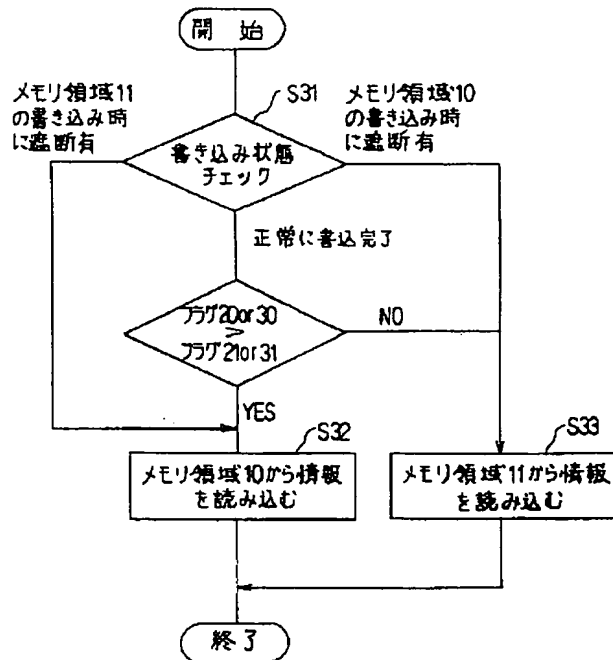 開始
メモリ領域11
の書き込み時
に遮断有
S31
メモリ領域10
の書き込み時
に遮断有
書き込み状態
チェック
正常に書込完了
フラグ20or30
≥
フラグ21or31
NO
YES
S32
S33
メモリ領域10から情報
を読み込む
メモリ領域11から情報
を読み込む
終了